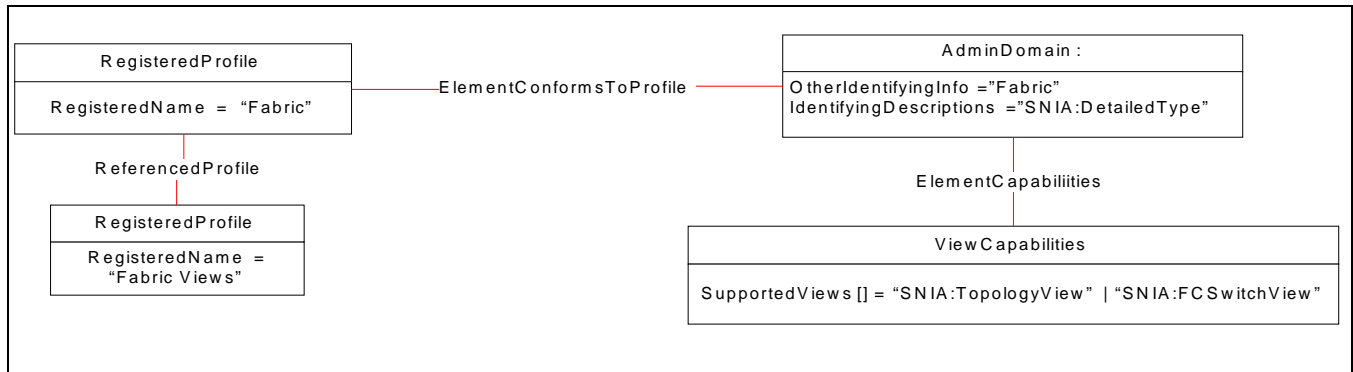 RegisteredProfile
RegisteredName = “Fabric”
ElementConformsToProfile
AdminDomain :
OtherIdentifyingInfo =”Fabric”
IdentifyingDescriptions =”SNIA:DetailedType”
ReferencedProfile
ElementCapabiliities
RegisteredProfile
RegisteredName =
“Fabric Views”
ViewCapabilities
SupportedViews [] = “SNIA:TopologyView” | “SNIA:FCSwitchView”